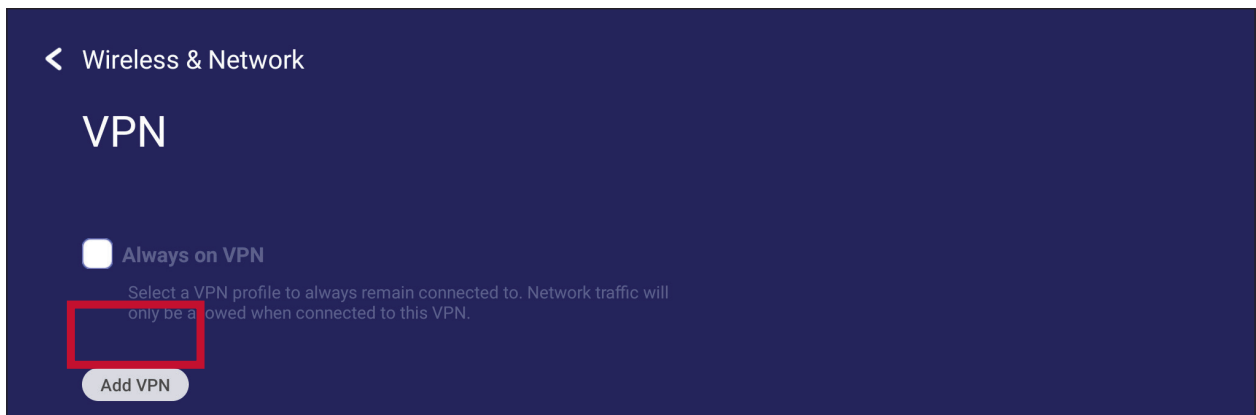 Wireless & Network
VPN
Always on VPN
Select a VPN profile to always remain connected to. Network traffic will
only be allowed when connected to this VPN.
Add VPN